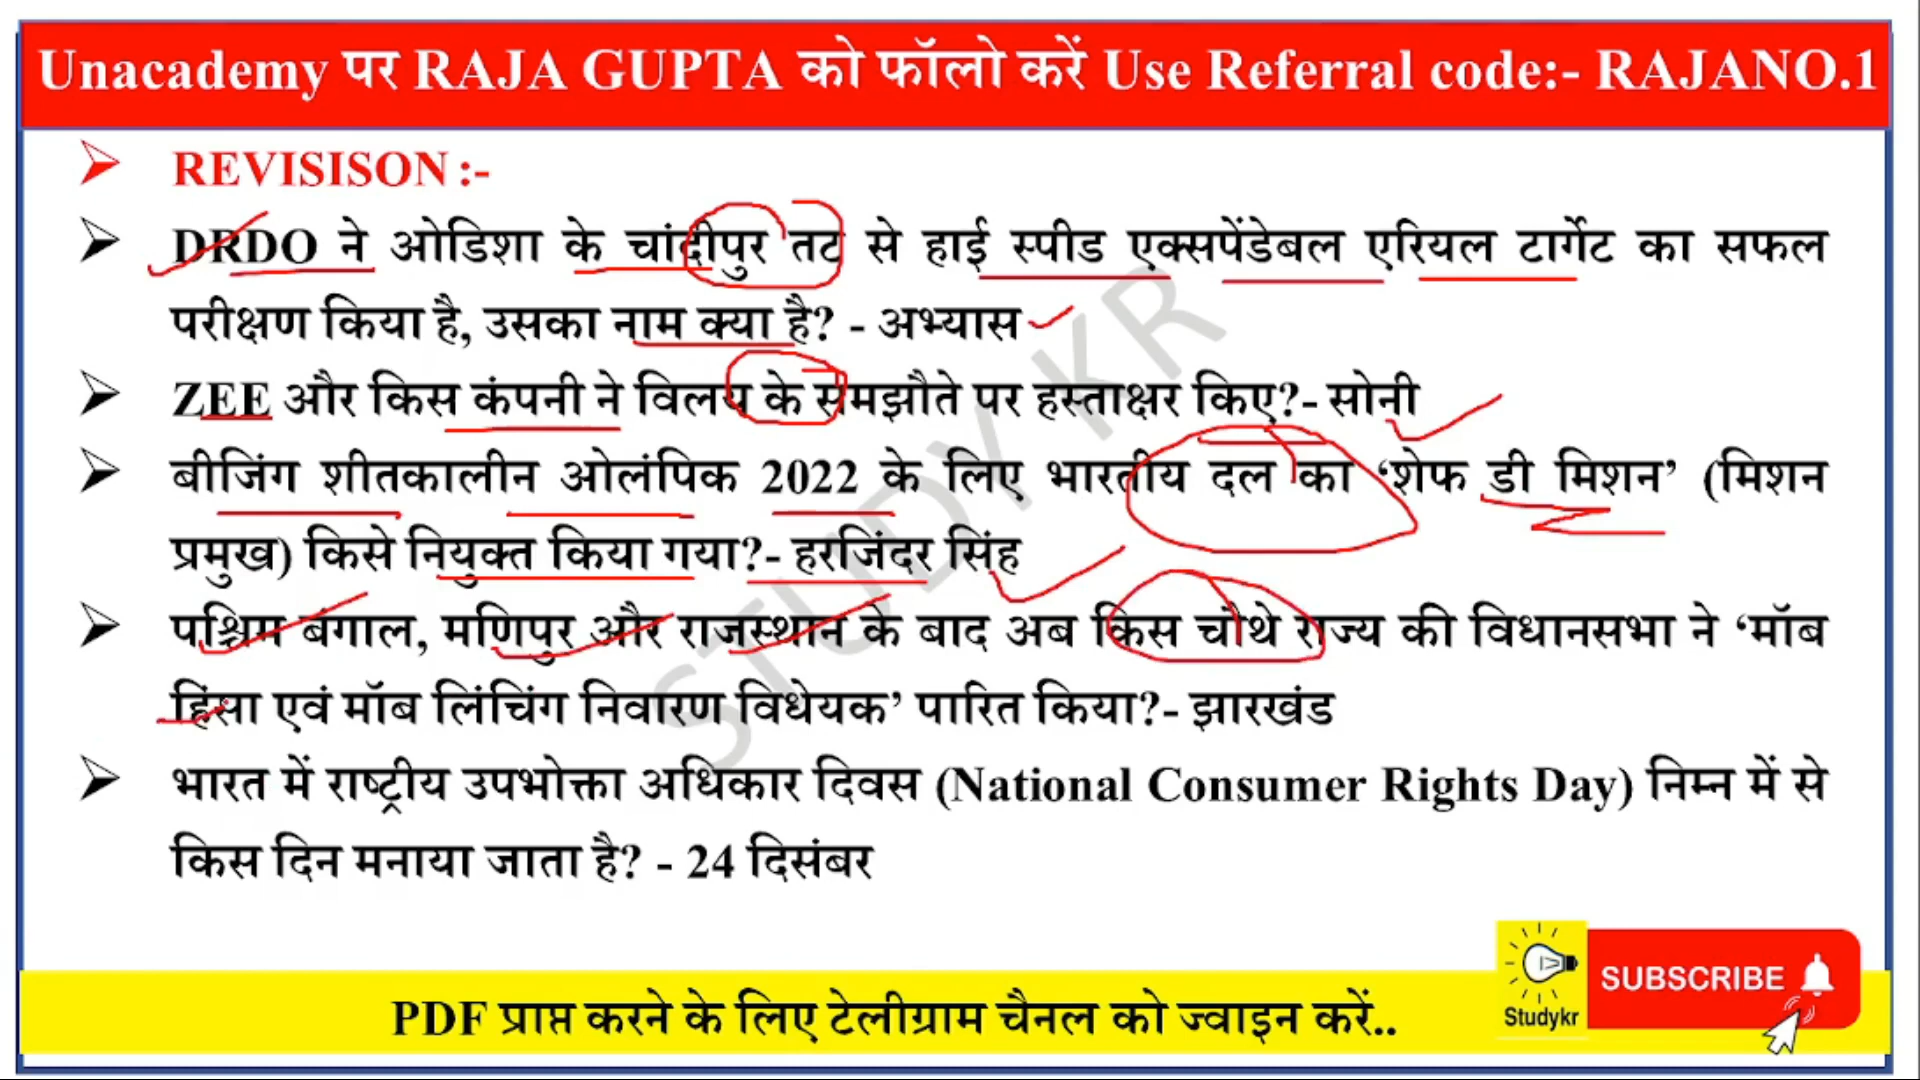 Unacademy पर RAJA GUPTA को फॉलो करें Use Referral code:- RAJANO.1
REVISISON :-
DRDO ने ओडिशा के चांदीपुर तट से हाई स्पीड एक्सपेंडेबल एरियल टार्गेट का सफल
परीक्षण किया है, उसका नाम क्या है? - अभ्यास
ZEE और किस कंपनी ने विलय के समझौते पर हस्ताक्षर किए?- सोनी
बीजिंग शीतकालीन ओलंपिक 2022 के लिए भारतीय दल का ‘शेफ डी मिशन’ (मिशन
प्रमुख) किसे नियुक्त किया गया?- हरजिंदर सिंह
पश्चिम बंगाल, मणिपुर और राजस्थान के बाद अब किस चौथे राज्य की विधानसभा ने ‘मॉब
हिंसा एवं मॉब लिंचिंग निवारण विधेयक’ पारित किया?- झारखंड
भारत में राष्ट्रीय उपभोक्ता अधिकार दिवस (National Consumer Rights Day) निम्न में से
किस दिन मनाया जाता है? - 24 दिसंबर
STUDY KR
Studykr
SUBSCRIBE
PDF प्राप्त करने के लिए टेलीग्राम चैनल को ज्वाइन करें..